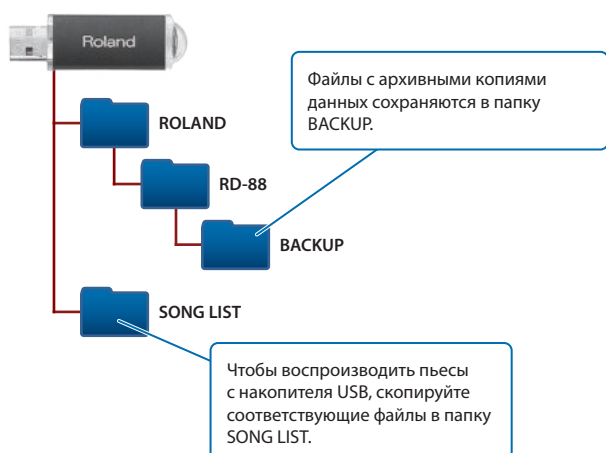 Roland
Файлы с архивными копиями
данных сохраняются в папку
BACKUP.
ROLAND
RD-88
BACKUP
SONG LIST
Чтобы воспроизводить пьесы
с накопителя USB, скопируйте
соответствующие файлы в папку
SONG LIST.